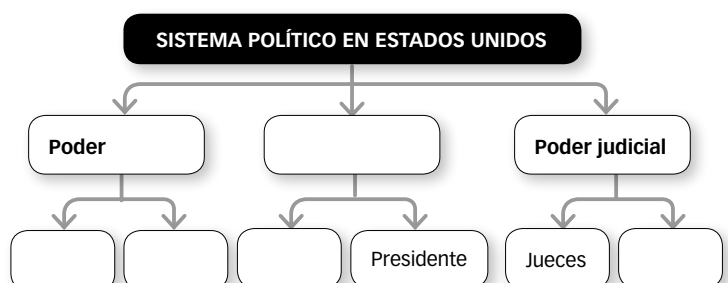 SISTEMA POLÍTICO EN ESTADOS UNIDOS
Poder
Poder judicial
Presidente
Jueces